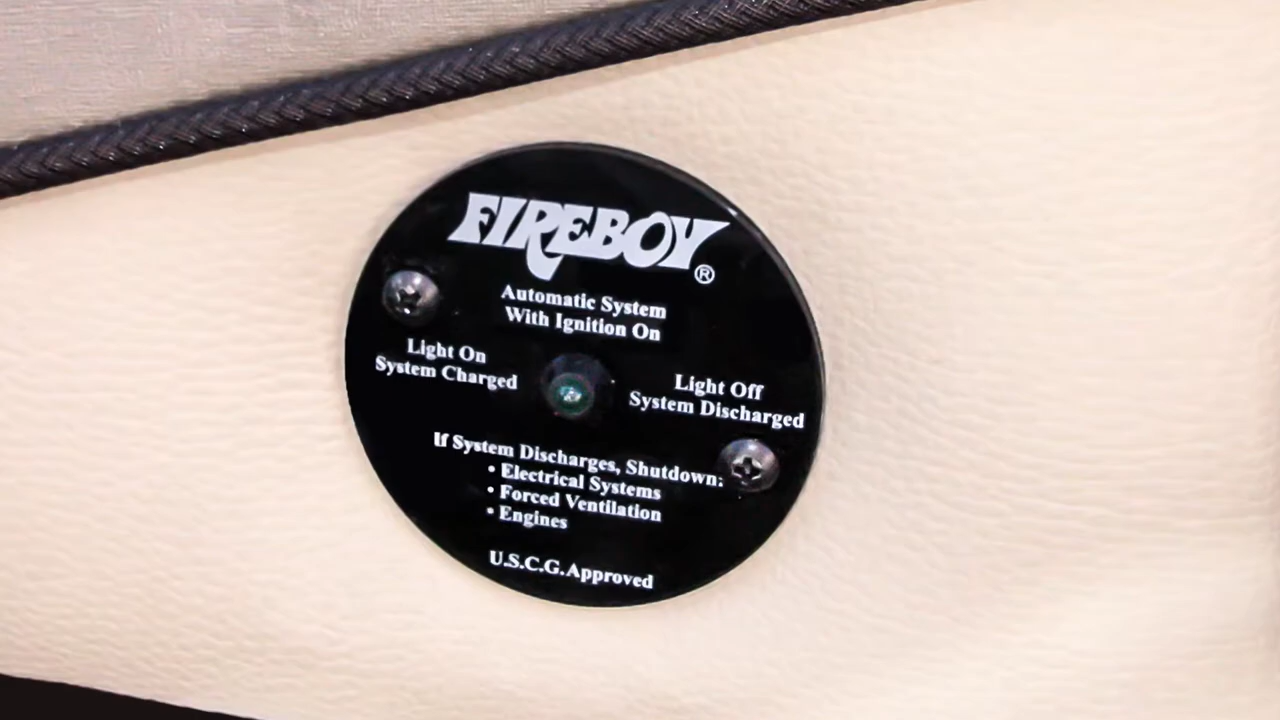 FIREBOY®
Automatic System
With Ignition On
Light On
System Charged
Light Off
System Discharged
If System Discharges, Shutdown:
• Electrical Systems
• Forced Ventilation
• Engines
U.S.C.G. Approved